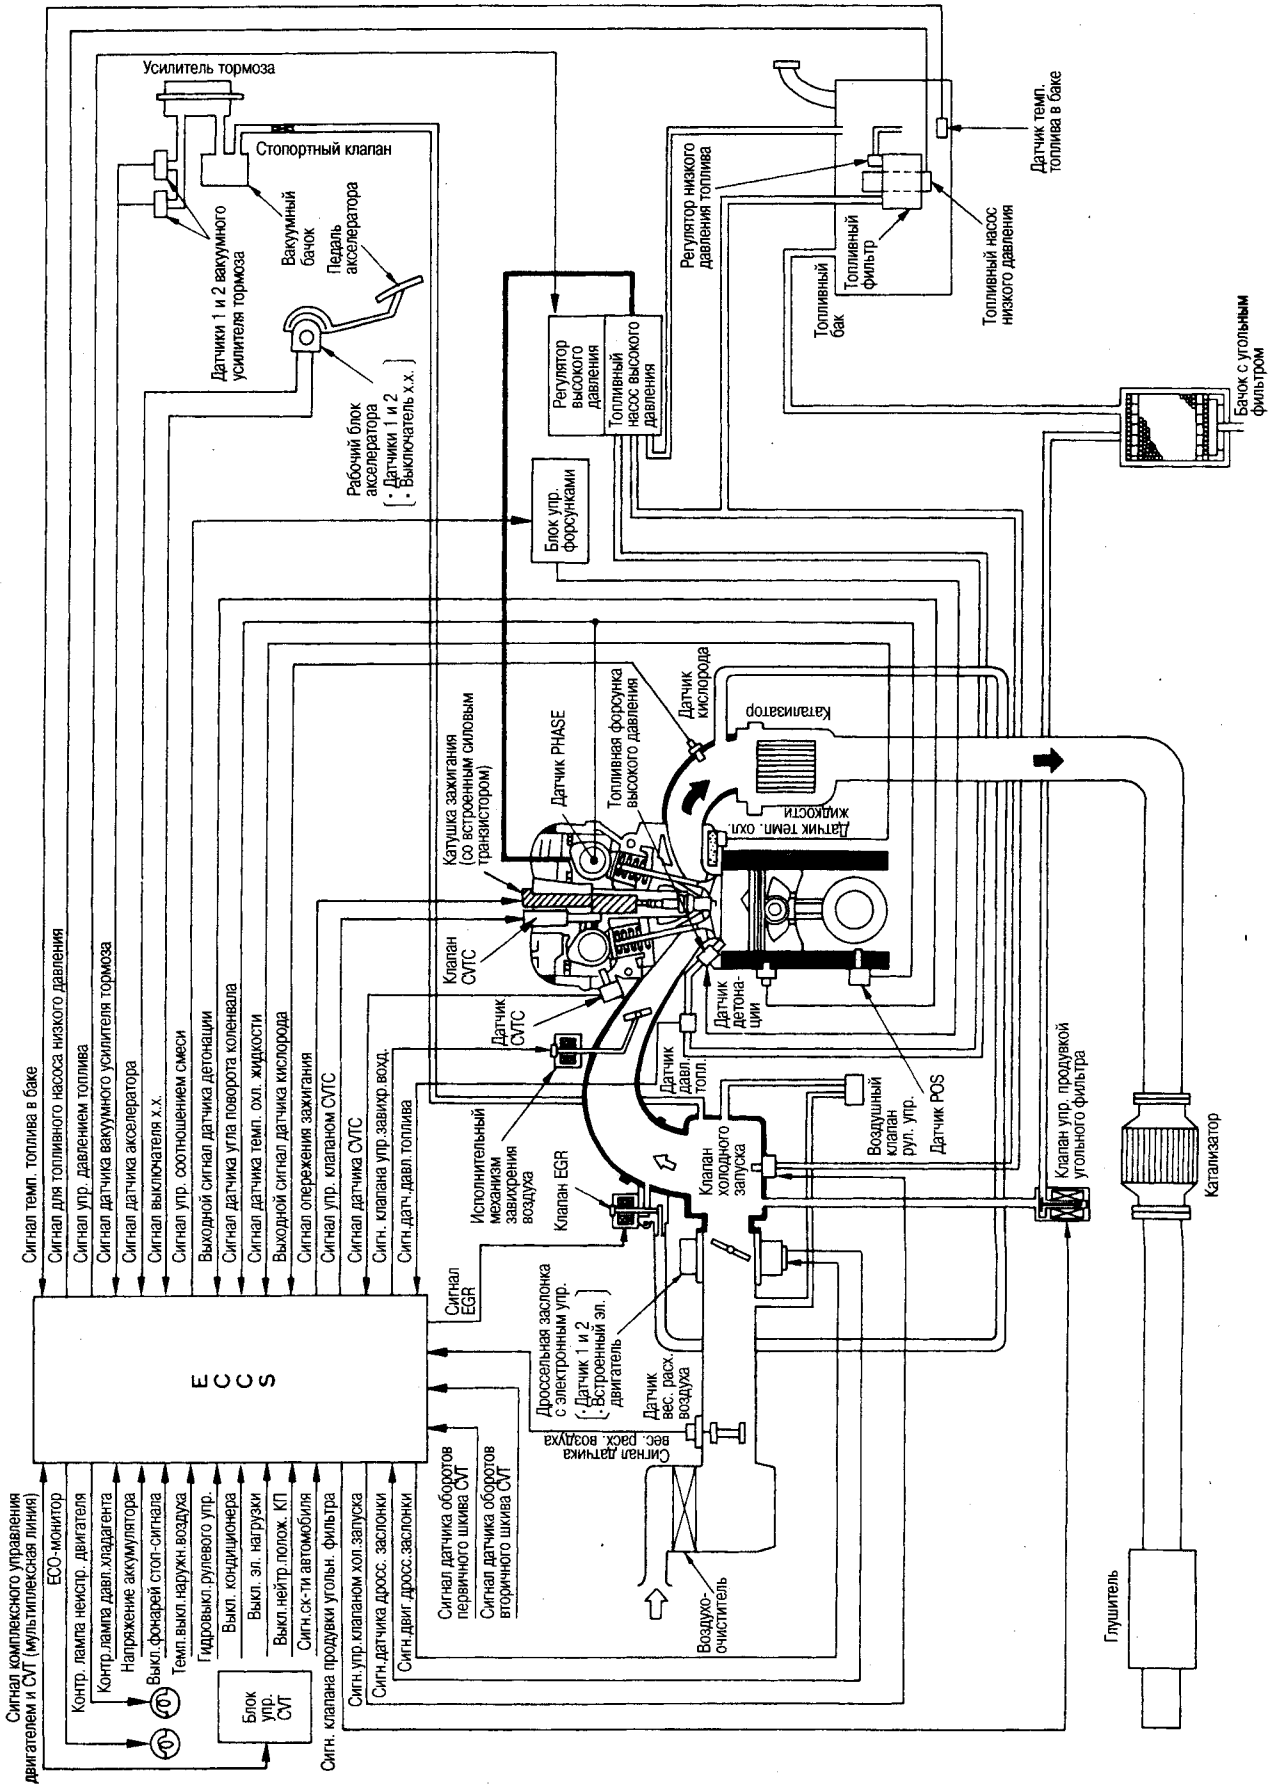 Усилитель тормоза
Стопортный клапан
Датчики 1 и 2 вакуумного
усилителя тормоза
Вакуумный
бачок
Педаль
акселератора
Рабочий блок
акселератора
· Датчики 1 и 2
· Выключатель х.х.
Регулятор
высокого
давления
Топливный
насос высокого
давления
Блок упр.
форсунками
Регулятор низкого
давления топлива
Топливный
бак
Топливный
фильтр
Топливный насос
низкого давления
Датчик темп.
топлива в баке
Бачок с угольным
фильтром
Сигнал темп. топлива в баке
Сигнал для топливного насоса низкого давления
Сигнал упр. давлением топлива
Сигнал датчика вакуумного усилителя тормоза
Сигнал датчика акселератора
Сигнал выключателя х.х.
Сигнал упр. соотношением смеси
Выходной сигнал датчика детонации
Сигнал датчика угла поворота коленвала
Сигнал датчика темп. охл. жидкости
Выходной сигнал датчика кислорода
Сигнал опережения зажигания
Сигнал упр. клапаном CVTC
Сигнал датчика CVTC
Сигн. клапана упр.завихр.возд.
Сигн.датч.давл.топлива
Катушка зажигания
(со встроенным силовым
транзистором)
Датчик PHASE
Топливная форсунка
высокого давления
Датчик
кислорода
Катализатор
Датчик темп. охл.
жидкости
Клапан
CVTC
Датчик
CVTC
Датчик
детона-
ции
Датчик
давл.
топл.
Исполнительный
механизм
завихрения
воздуха
Клапан EGR
Клапан
холодного
запуска
Воздушный
клапан
рул. упр.
Датчик POS
Клапан упр. продувкой
угольного фильтра
Катализатор
Сигнал
EGR
ECCS
Дроссельная заслонка
с электронным упр.
· Датчик 1 и 2
· Встроенный эл.
двигатель
Датчик
вес. расх.
воздуха
Сигнал датчика
вес. расх. воздуха
Воздухо-
очиститель
Глушитель
Сигнал комплексного управления
двигателем и CVT (мультиплексная линия)
ECO-монитор
Контр. лампа неиспр. двигателя
Контр.лампа давл.хладагента
Напряжение аккумулятора
Выкл.фонарей стоп-сигнала
Темп.выкл.наружн.воздуха
Гидровыкл.рулевого упр.
Выкл. кондиционера
Выкл. эл. нагрузки
Выкл.нейтр.полож. КП
Сигн.ск-ти автомобиля
Сигн. клапана продувки угольн. фильтра
Сигн.упр.клапаном хол.запуска
Сигн.датчика дросс. заслонки
Сигн.двиг.дросс.заслонки
Блок
упр.
CVT
Сигнал датчика оборотов
первичного шкива CVT
Сигнал датчика оборотов
вторичного шкива CVT